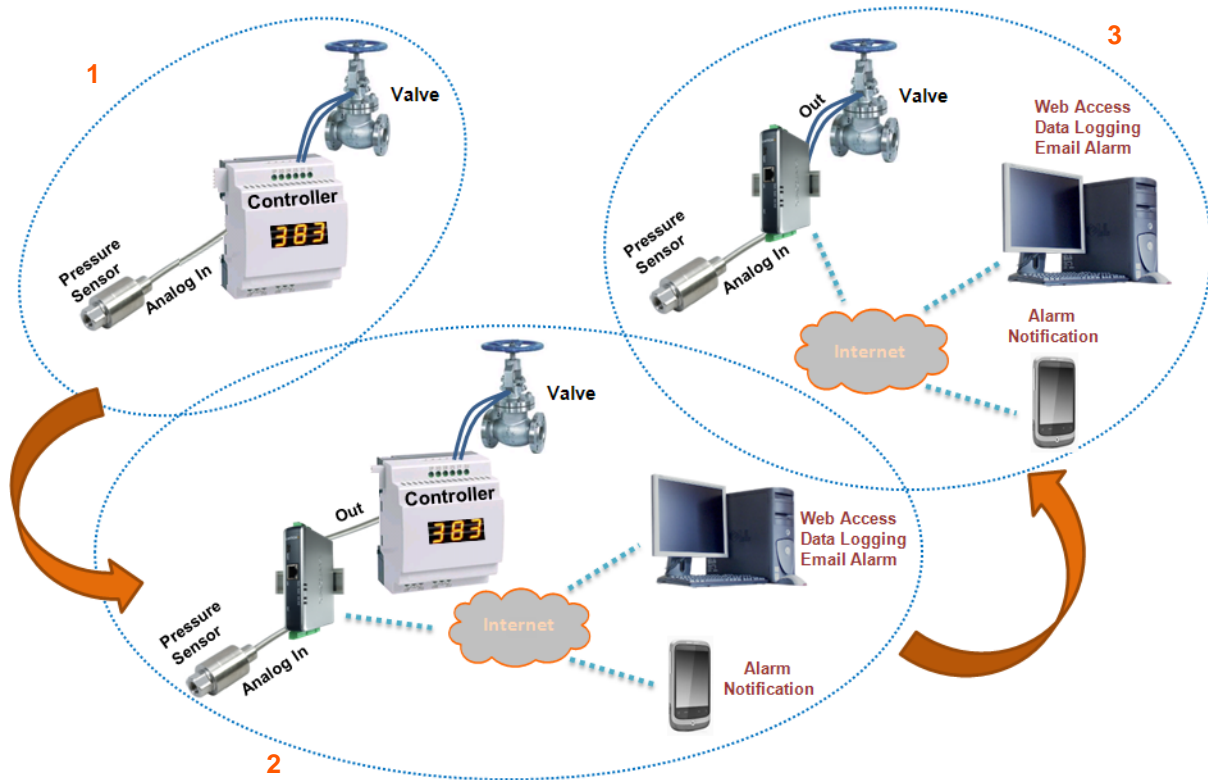 1
Valve
Controller
383
Pressure
Sensor
Analog In
3
Out
Valve
Web Access
Data Logging
Email Alarm
Pressure
Sensor
Analog In
Internet
Alarm
Notification
Valve
Controller
383
Out
Web Access
Data Logging
Email Alarm
Pressure
Sensor
Analog In
Internet
Alarm
Notification
2